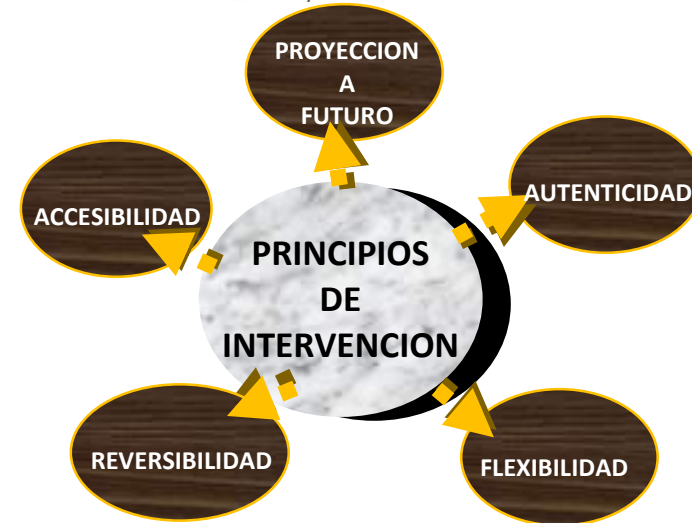 PROYECCION
A
FUTURO
ACCESIBILIDAD
AUTENTICIDAD
PRINCIPIOS
DE
INTERVENCION
REVERSIBILIDAD
FLEXIBILIDAD